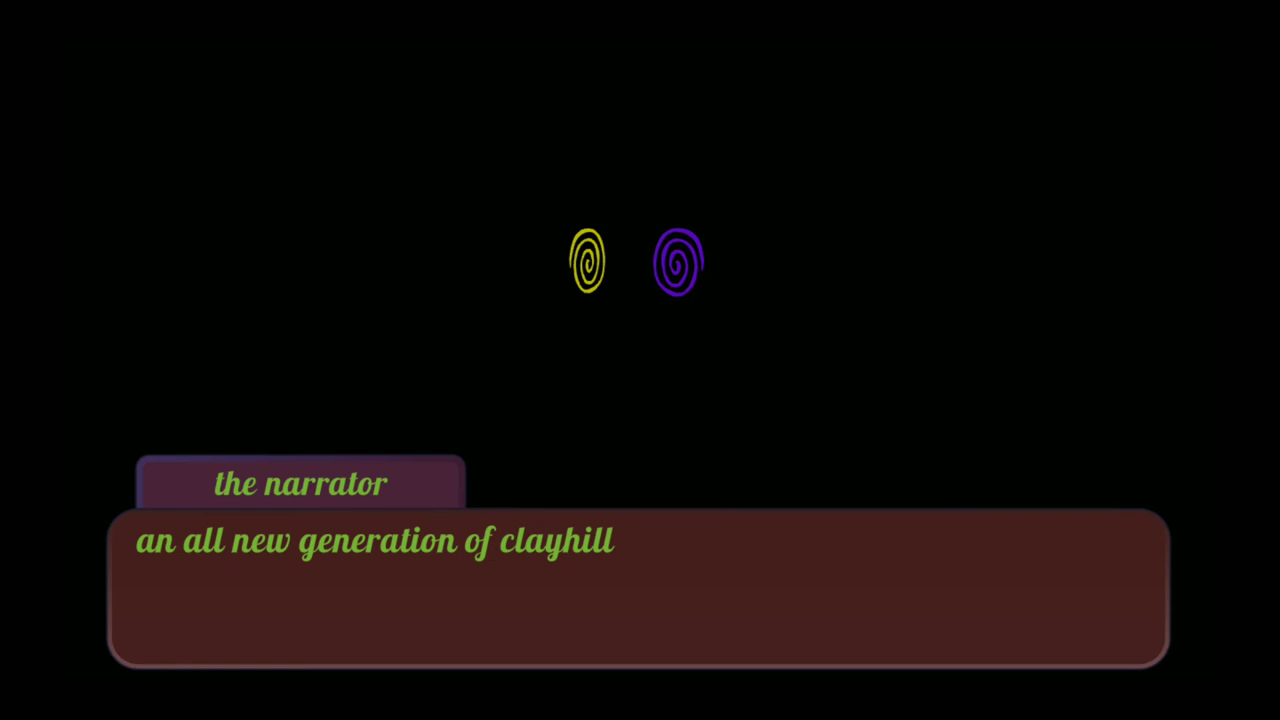 the narrator
an all new generation of clayhill